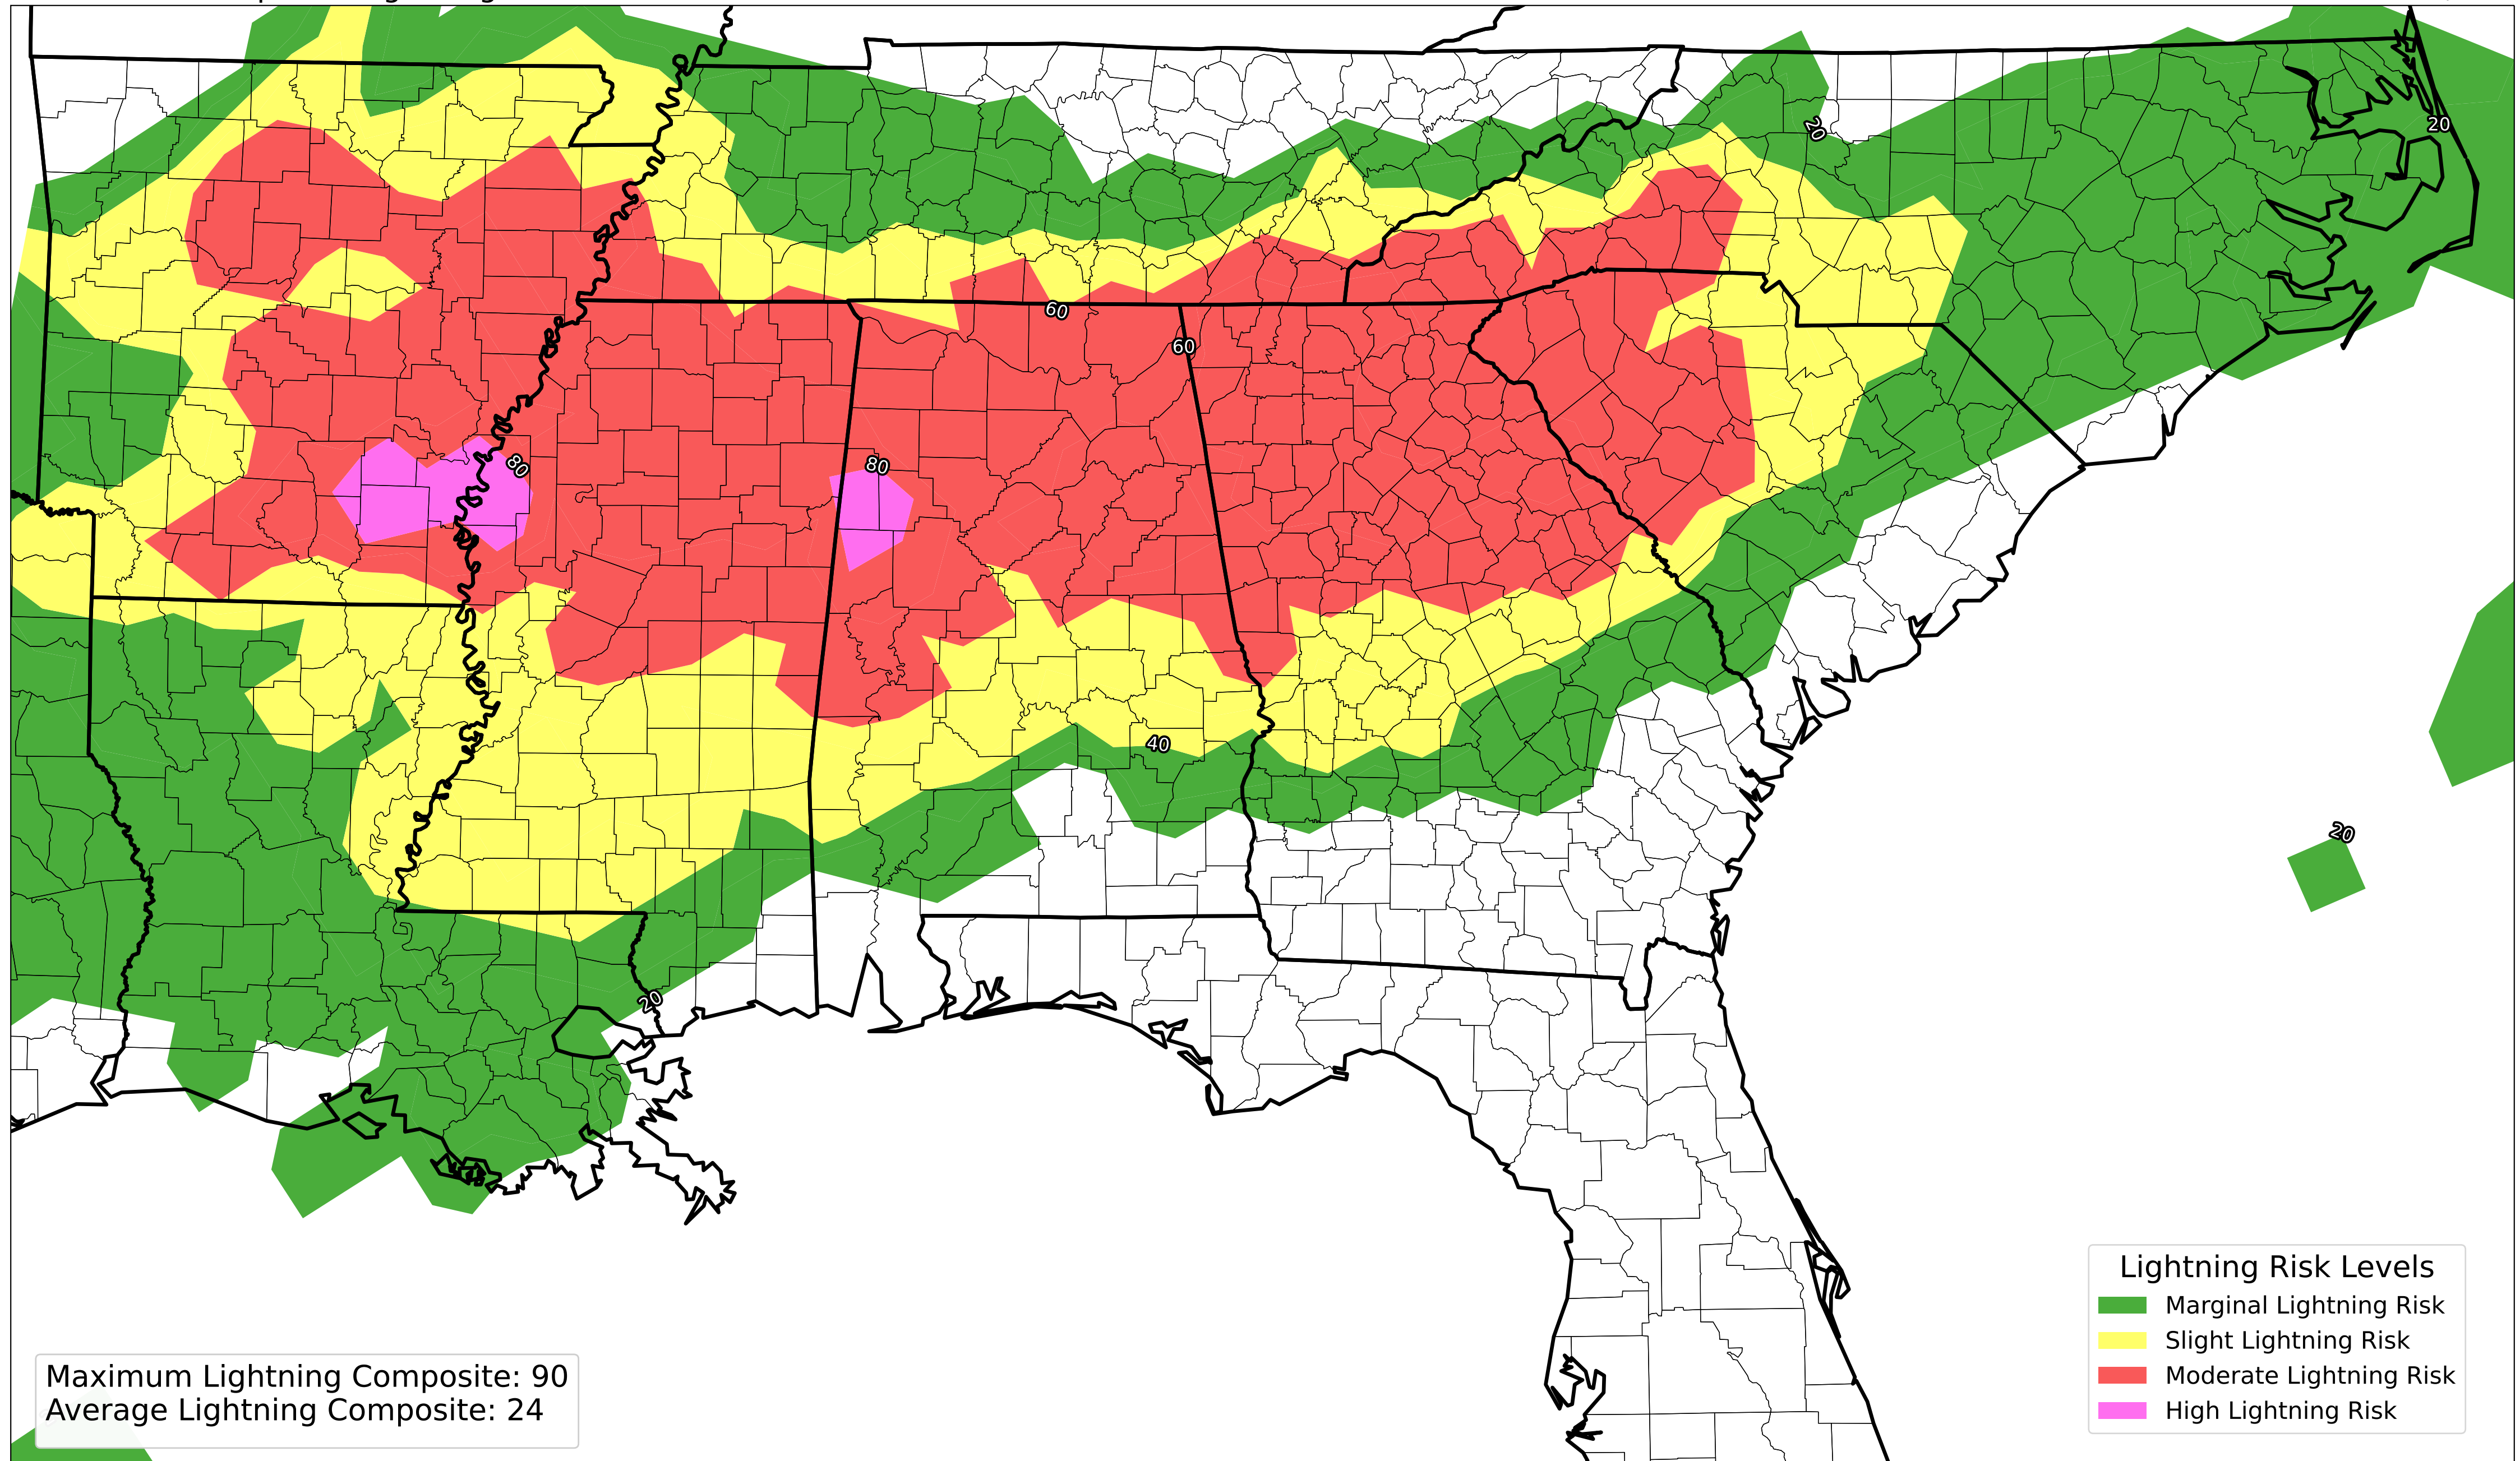 20
20
60
60
80
80
40
20
20
Lightning Risk Levels
Marginal Lightning Risk
Slight Lightning Risk
Moderate Lightning Risk
High Lightning Risk
Maximum Lightning Composite: 90
Average Lightning Composite: 24